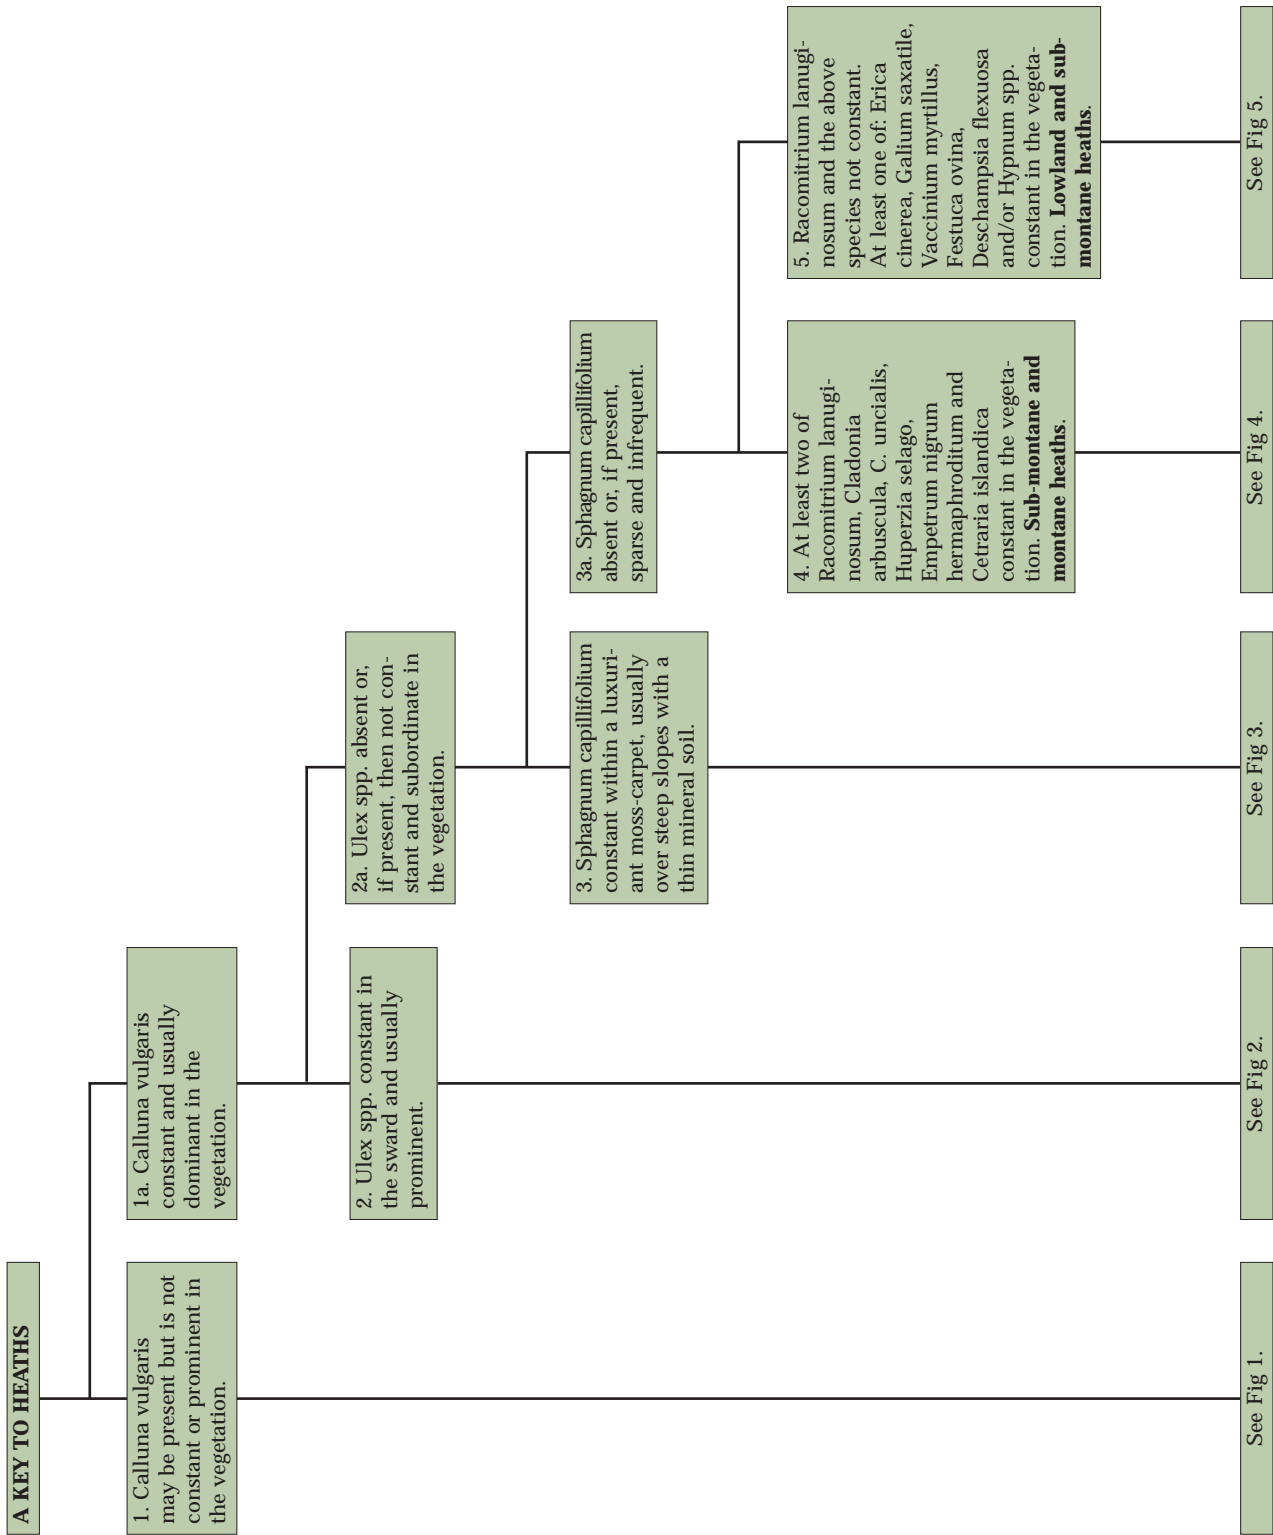 A KEY TO HEATHS
1. Calluna vulgaris
may be present but is not
constant or prominent in
the vegetation.
1a. Calluna vulgaris
constant and usually
dominant in the
vegetation.
2. Ulex spp. constant in
the sward and usually
prominent.
2a. Ulex spp. absent or,
if present, then not con-
stant and subordinate in
the vegetation.
3. Sphagnum capillifolium
constant within a luxuri-
ant moss-carpet, usually
over steep slopes with a
thin mineral soil.
3a. Sphagnum capillifolium
absent or, if present,
sparse and infrequent.
4. At least two of
Racomitrium lanugi-
nosum, Cladonia
arbuscula, C. uncialis,
Huperzia selago,
Empetrum nigrum
hermaphroditum and
Cetraria islandica
constant in the vegeta-
tion. Sub-montane and
montane heaths.
5. Racomitrium lanugi-
nosum and the above
species not constant.
At least one of: Erica
cinerea, Galium saxatile,
Vaccinium myrtillus,
Festuca ovina,
Deschampsia flexuosa
and/or Hypnum spp.
constant in the vegeta-
tion. Lowland and sub-
montane heaths.
See Fig 1.
See Fig 2.
See Fig 3.
See Fig 4.
See Fig 5.